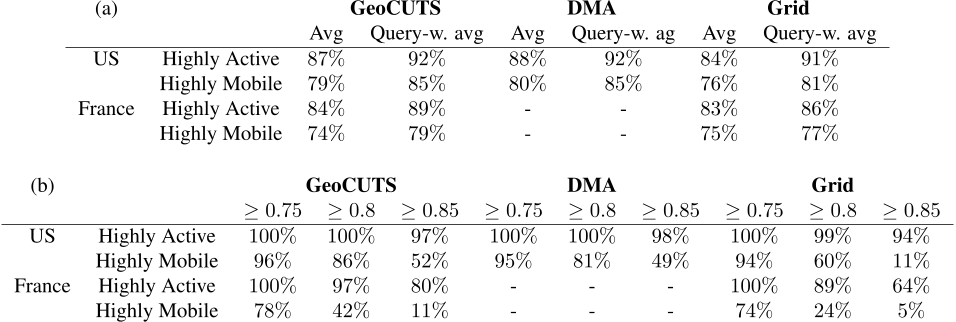 (a) GeoCUTS DMA Grid
Avg Query-w. avg Avg Query-w. ag Avg Query-w. avg
US Highly Active 87% 92% 88% 92% 84% 91%
Highly Mobile 79% 85% 80% 85% 76% 81%
France Highly Active 84% 89% - - 83% 86%
Highly Mobile 74% 79% - - 75% 77%
(b) GeoCUTS DMA Grid
≥ 0.75 ≥ 0.8 ≥ 0.85 ≥ 0.75 ≥ 0.8 ≥ 0.85 ≥ 0.75 ≥ 0.8 ≥ 0.85
US Highly Active 100% 100% 97% 100% 100% 98% 100% 99% 94%
Highly Mobile 96% 86% 52% 95% 81% 49% 94% 60% 11%
France Highly Active 100% 97% 80% - - - 100% 89% 64%
Highly Mobile 78% 42% 11% - - - 74% 24% 5%